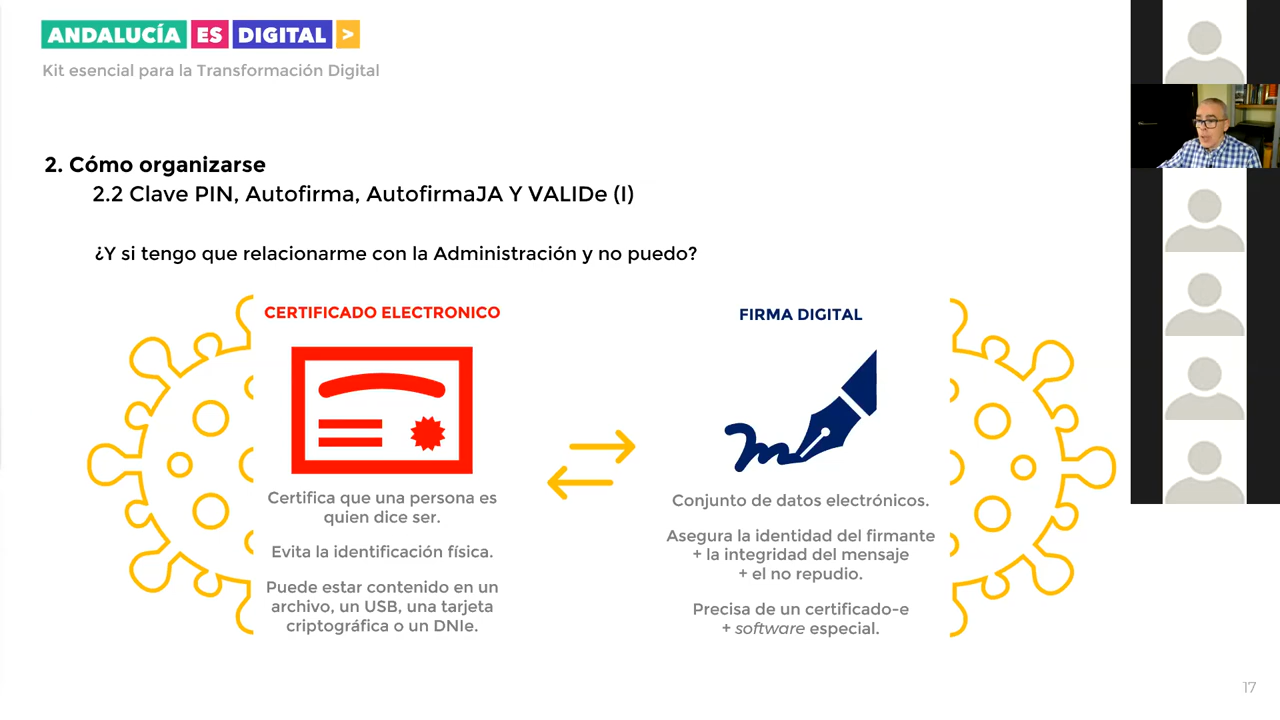 ANDALUCÍA ES DIGITAL >
Kit esencial para la Transformación Digital
2. Cómo organizarse
2.2 Clave PIN, Autofirma, AutofirmaJA Y VALIDe (I)
¿Y si tengo que relacionarme con la Administración y no puedo?
CERTIFICADO ELECTRONICO
Certifica que una persona es
quien dice ser.
Evita la identificación física.
Puede estar contenido en un
archivo, un USB, una tarjeta
criptográfica o un DNIe.
FIRMA DIGITAL
Conjunto de datos electrónicos.
Asegura la identidad del firmante
+ la integridad del mensaje
+ el no repudio.
Precisa de un certificado-e
+ software especial.
17